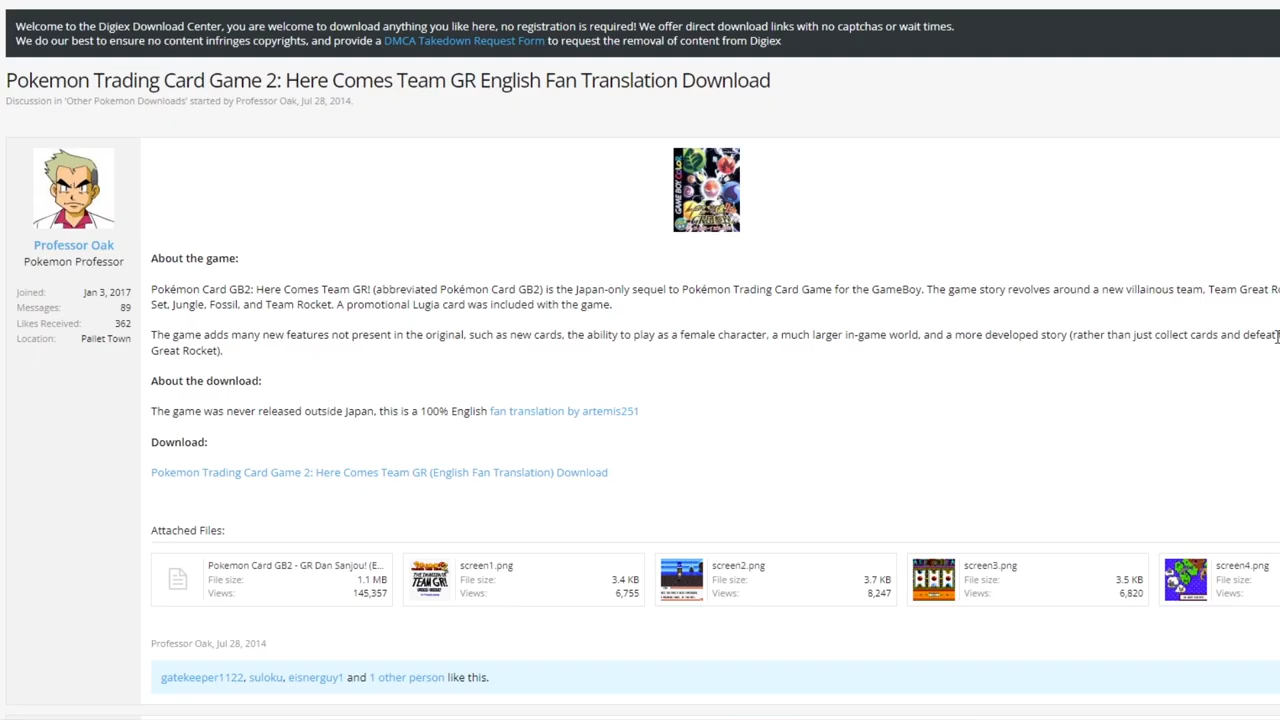 Welcome to the Digiex Download Center, you are welcome to download anything you like here, no registration is required! We offer direct download links with no captchas or wait times.
We do our best to ensure no content infringes copyrights, and provide a DMCA Takedown Request Form to request the removal of content from Digiex
Pokemon Trading Card Game 2: Here Comes Team GR English Fan Translation Download
Discussion in 'Other Pokemon Downloads' started by Professor Oak, Jul 28, 2014.
GAME BOY COLOR
Professor Oak
Pokemon Professor
Joined: Jan 3, 2017
Messages: 89
Likes Received: 362
Location: Pallet Town
About the game:
Pokémon Card GB2: Here Comes Team GR! (abbreviated Pokémon Card GB2) is the Japan-only sequel to Pokémon Trading Card Game for the GameBoy. The game story revolves around a new villainous team, Team Great Ro
Set, Jungle, Fossil, and Team Rocket. A promotional Lugia card was included with the game.
The game adds many new features not present in the original, such as new cards, the ability to play as a female character, a much larger in-game world, and a more developed story (rather than just collect cards and defeat
Great Rocket).
About the download:
The game was never released outside Japan, this is a 100% English fan translation by artemis251
Download:
Pokemon Trading Card Game 2: Here Comes Team GR (English Fan Translation) Download
Attached Files:
Pokemon Card GB2 - GR Dan Sanjou! (E...
File size: 1.1 MB
Views: 145,357
screen1.png
File size: 3.4 KB
Views: 6,755
screen2.png
File size: 3.7 KB
Views: 8,247
screen3.png
File size: 3.5 KB
Views: 6,820
screen4.png
File size:
Views:
TEAM GR!
Professor Oak, Jul 28, 2014
gatekeeper1122, suloku, eisnerguy1 and 1 other person like this.